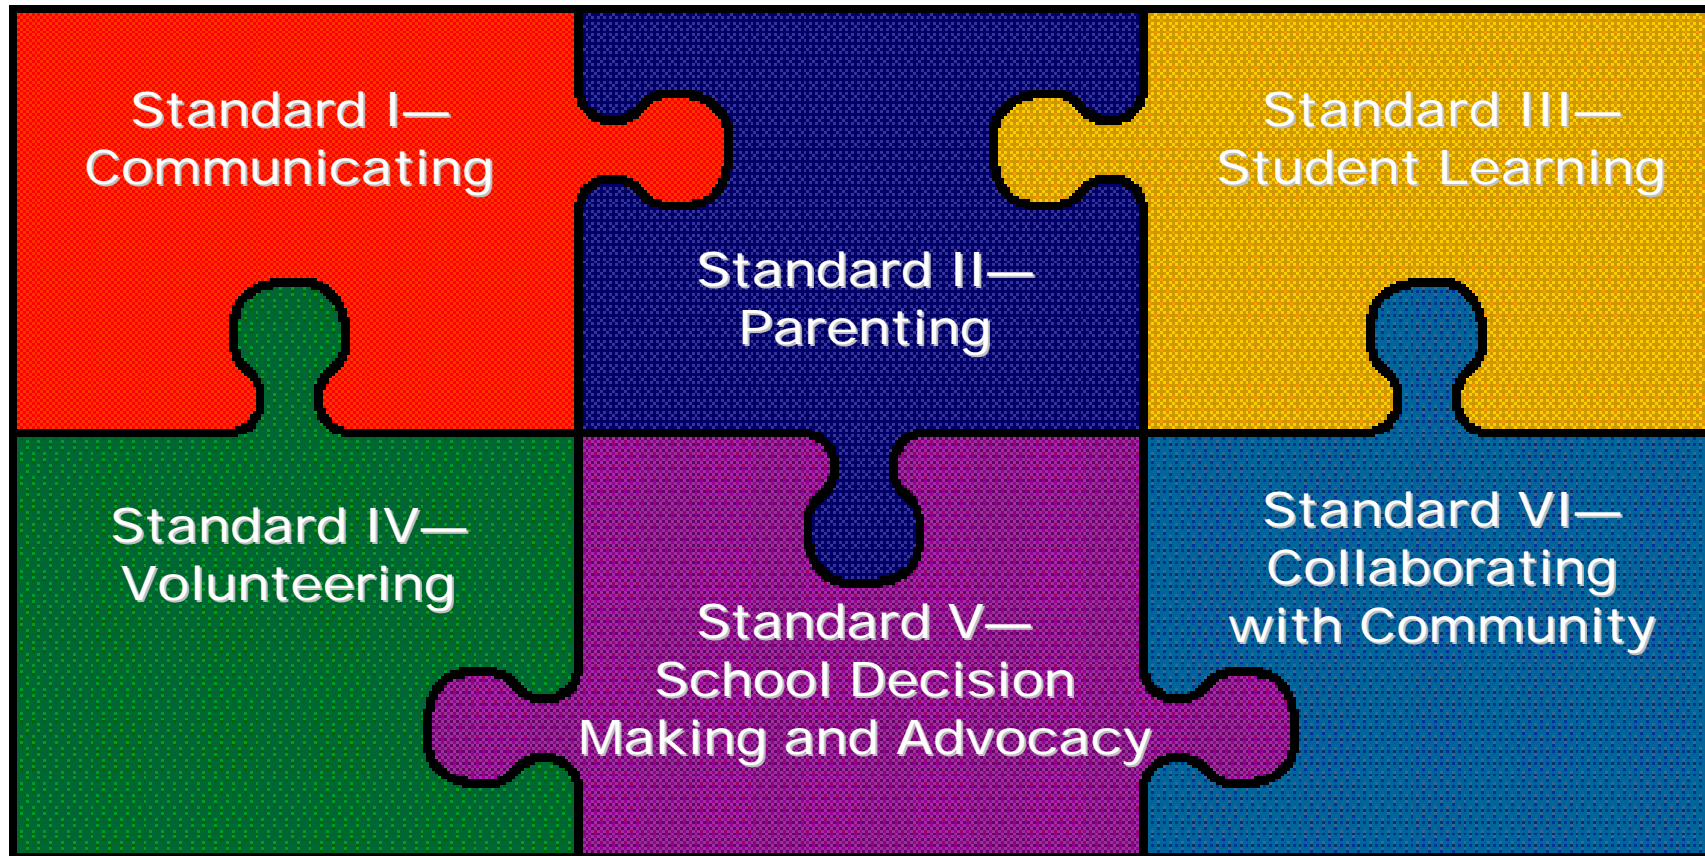 Standard I—
Communicating
Standard II—
Parenting
Standard III—
Student Learning
Standard IV—
Volunteering
Standard V—
School Decision
Making and Advocacy
Standard VI—
Collaborating
with Community